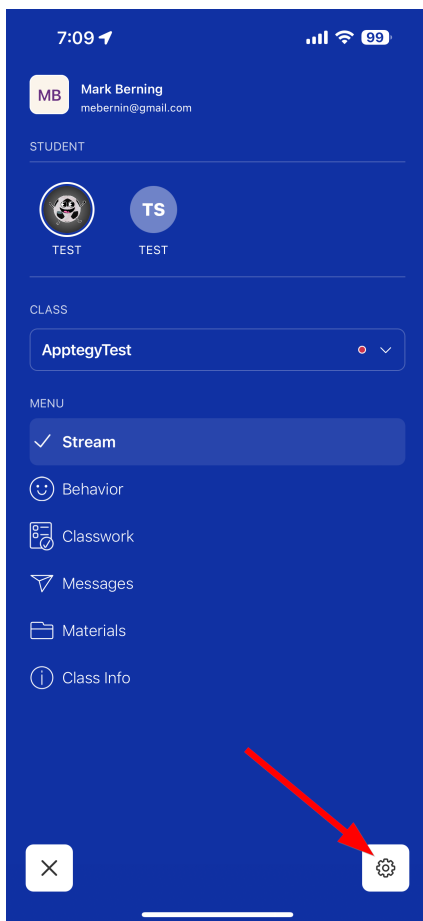 7:09
99
MB
Mark Berning
mebernin@gmail.com
STUDENT
TS
TEST
TEST
CLASS
ApptegyTest
MENU
Stream
Behavior
Classwork
Messages
Materials
Class Info